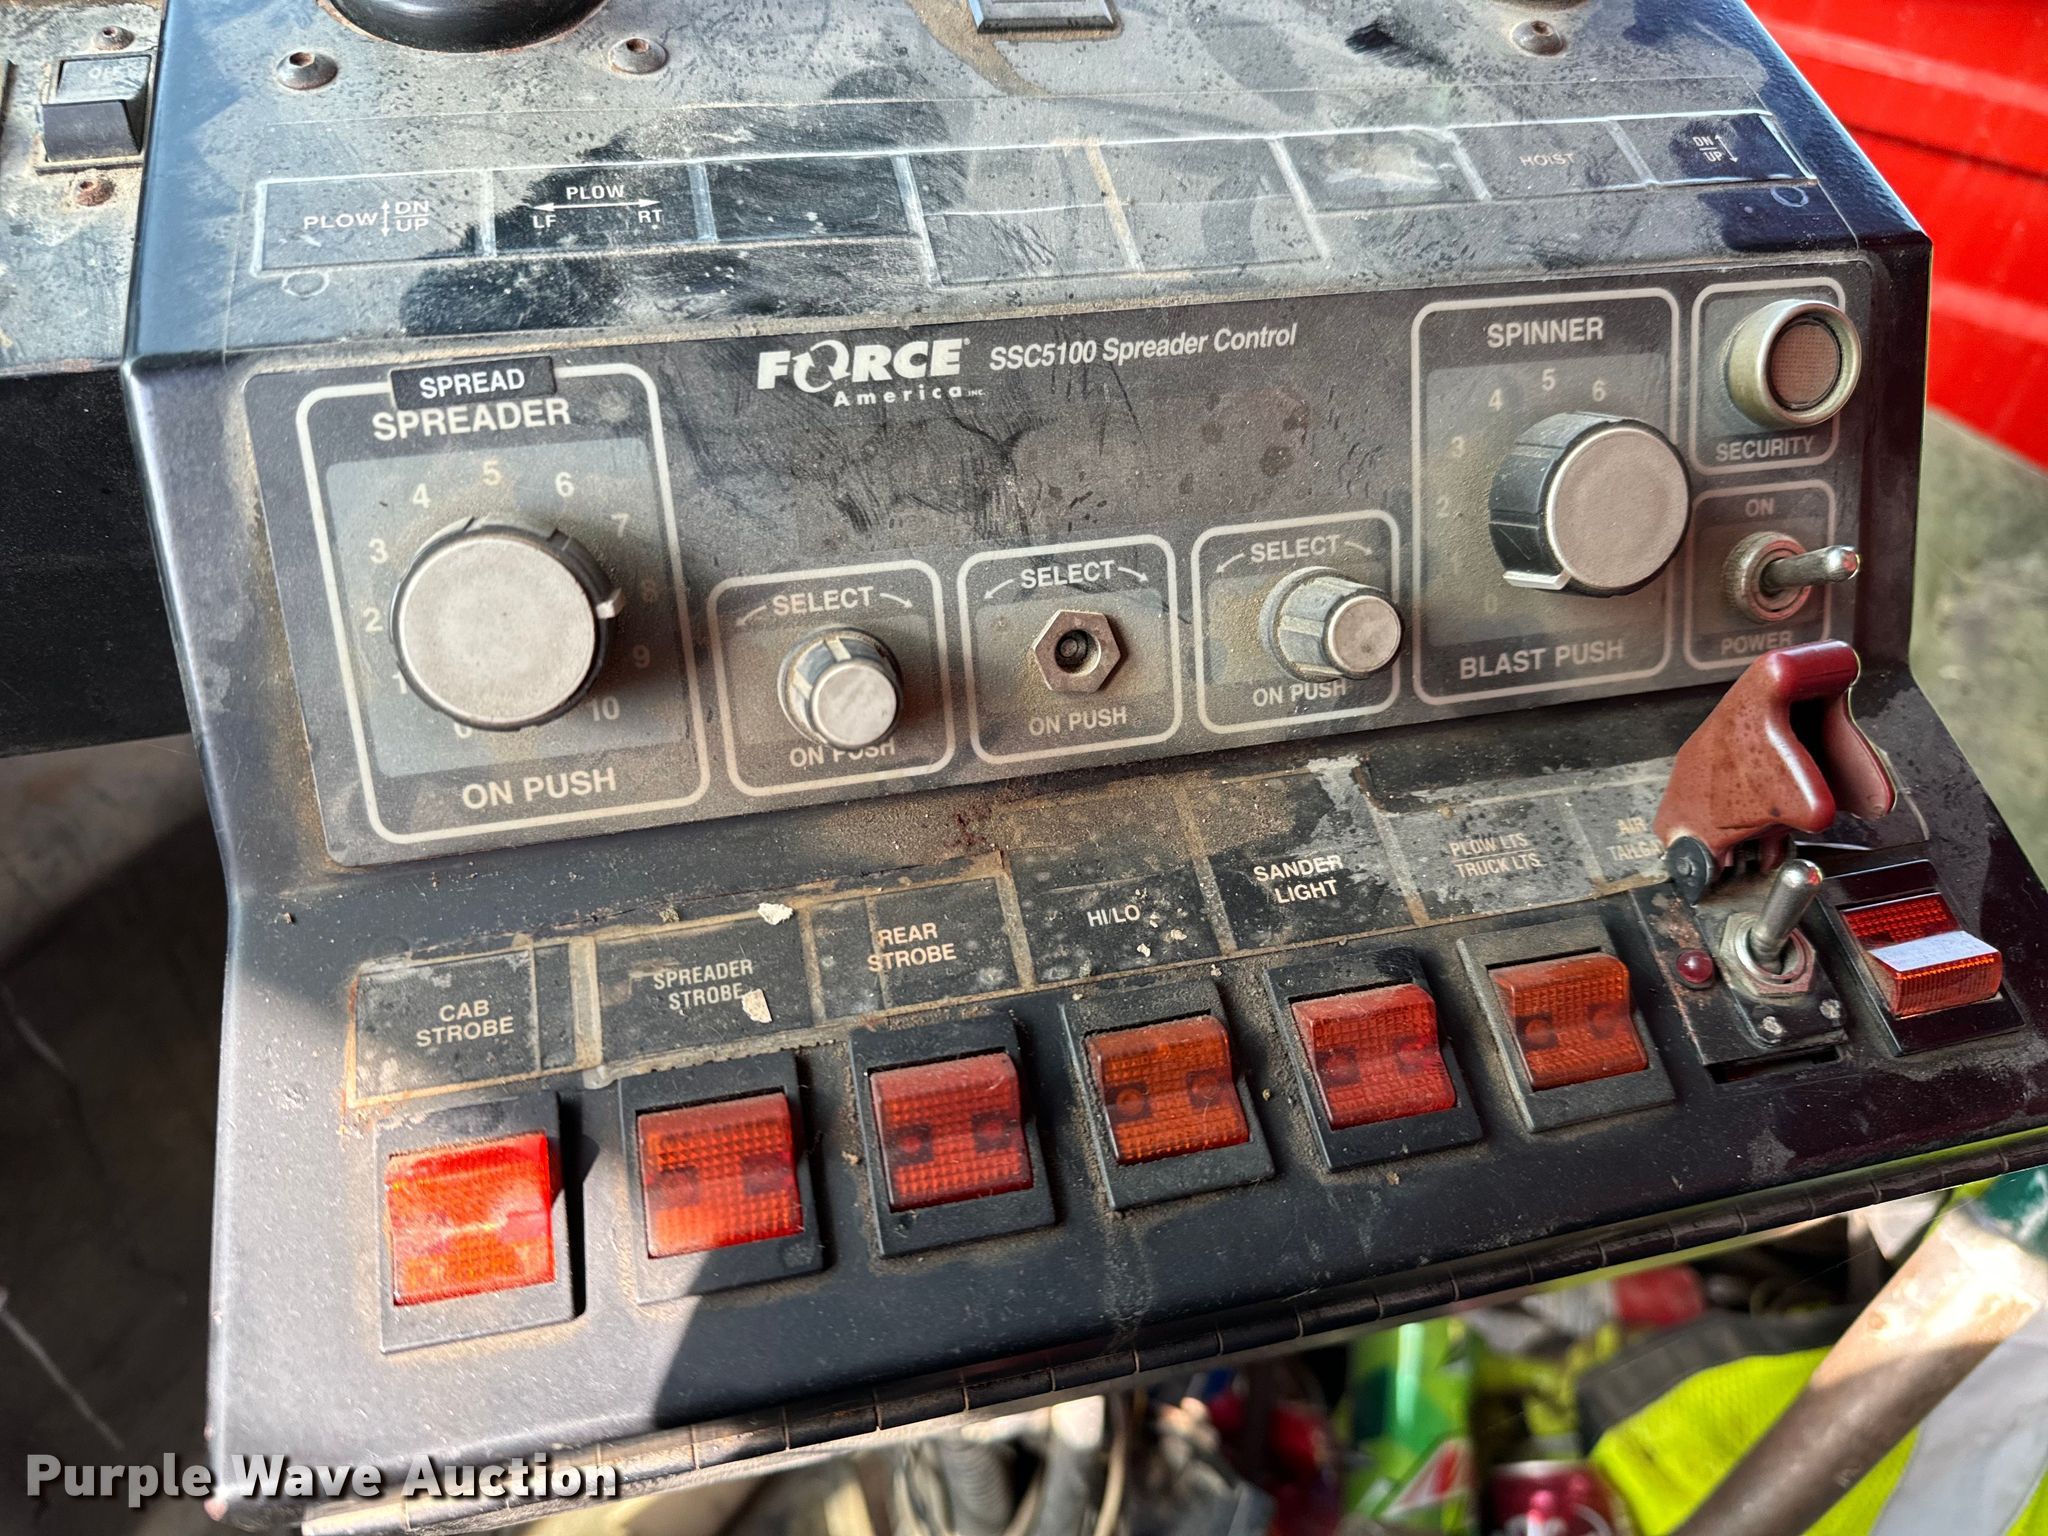 OFF
PLOW DN
UP
PLOW
LF RT
HOIST
DN
UP
FORCE
America INC.
SSC5100 Spreader Control
SPREAD
SPREADER
0 1 2 3 4 5 6 7 8 9 10
ON PUSH
SELECT
ON PUSH
SELECT
ON PUSH
SELECT
ON PUSH
SPINNER
0 2 3 4 5 6
BLAST PUSH
SECURITY
ON
POWER
CAB
STROBE
SPREADER
STROBE
REAR
STROBE
HI/LO
SANDER
LIGHT
PLOW LTS.
TRUCK LTS.
AIR
Purple Wave Auction